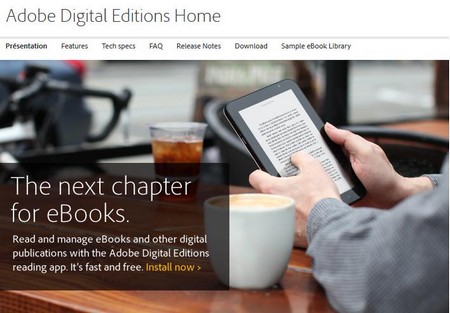 Adobe Digital Editions Home
Présentation Features Tech specs FAQ Release Notes Download Sample eBook Library
The next chapter
for eBooks.
Read and manage eBooks and other digital
publications with the Adobe Digital Editions
reading app. It's fast and free. Install now >